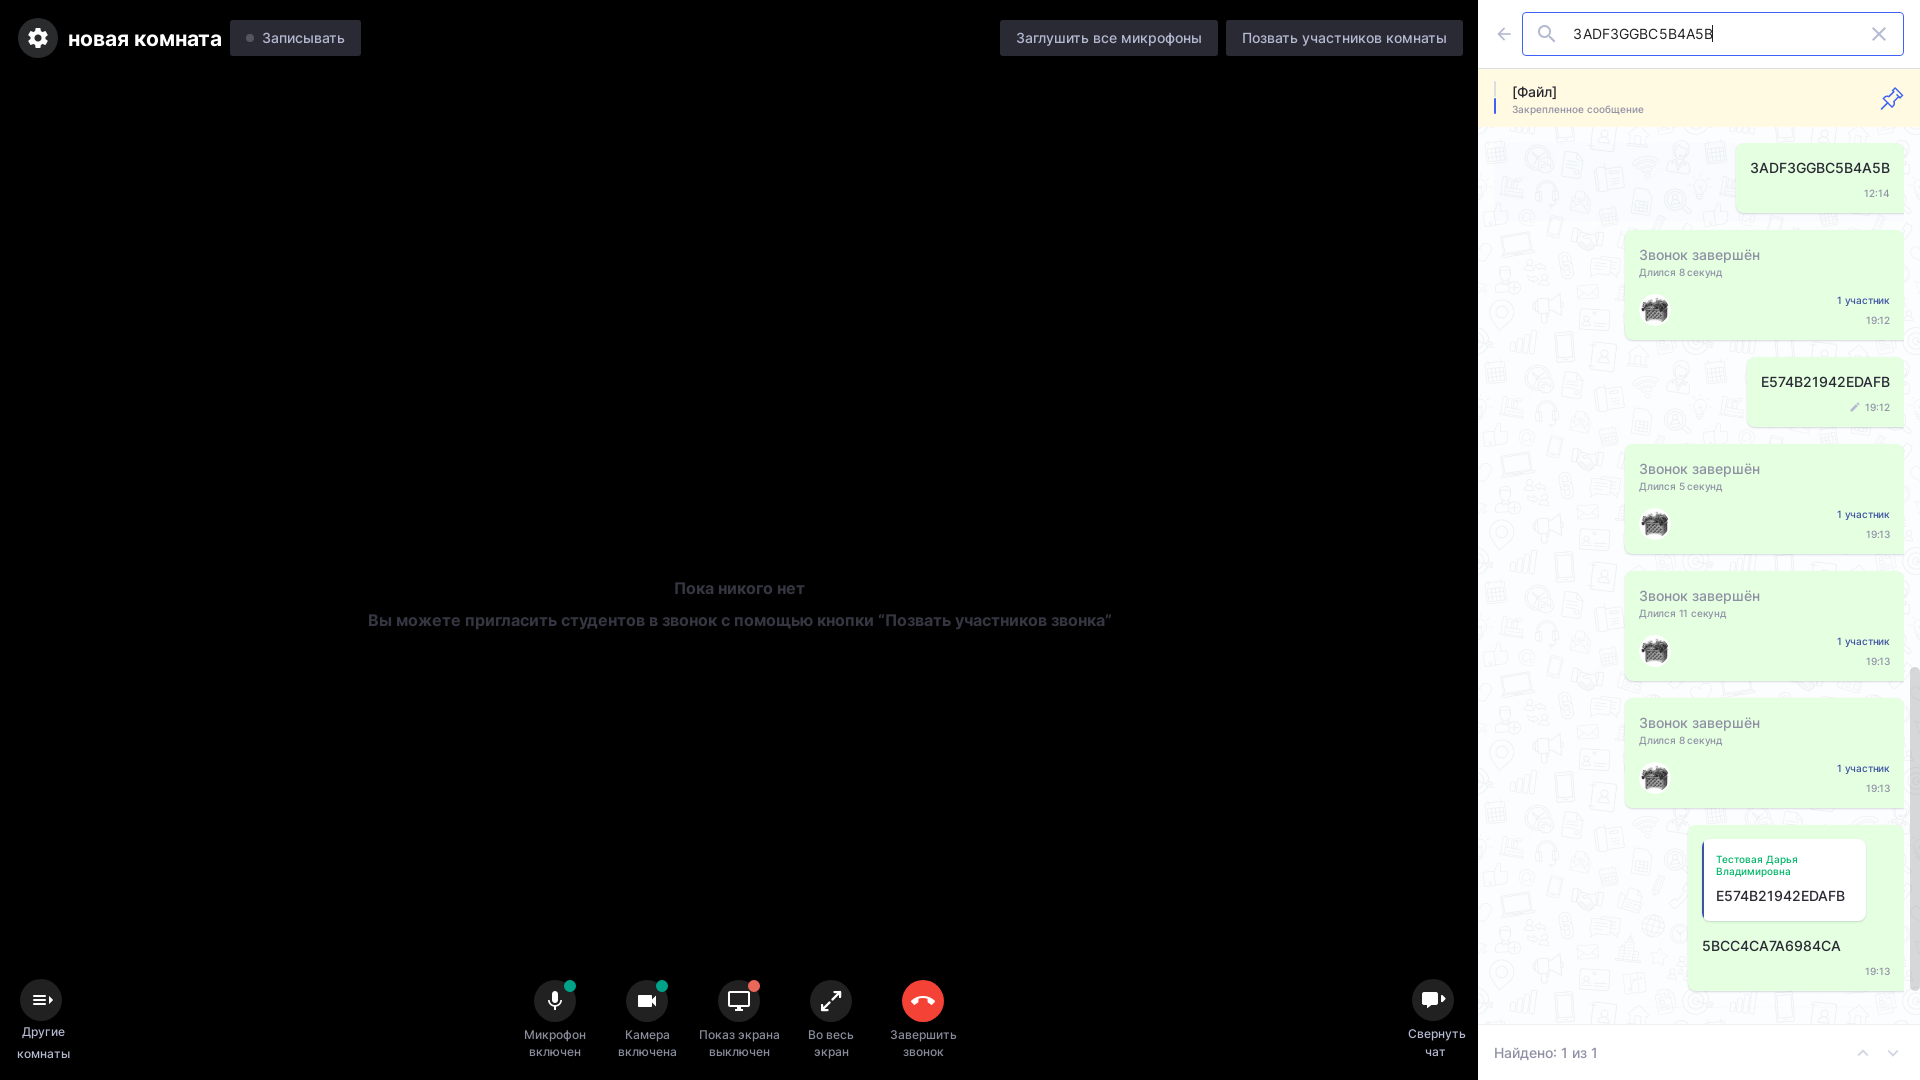 новая комната
Записывать
Заглушить все микрофоны
Позвать участников комнаты
Пока никого нет
Вы можете пригласить студентов в звонок с помощью кнопки “Позвать участников звонка”
Другие
комнаты
Микрофон
включен
Камера
включена
Показ экрана
выключен
Во весь
экран
Завершить
звонок
Свернуть
чат
3ADF3GGBC5B4A5B
[Файл]
Закрепленное сообщение
3ADF3GGBC5B4A5B
12:14
Звонок завершён
Длился 8 секунд
1 участник
19:12
E574B21942EDAFB
19:12
Звонок завершён
Длился 5 секунд
1 участник
19:13
Звонок завершён
Длился 11 секунд
1 участник
19:13
Звонок завершён
Длился 8 секунд
1 участник
19:13
Тестовая Дарья
Владимировна
E574B21942EDAFB
5BCC4CA7A6984CA
19:13
Найдено: 1 из 1